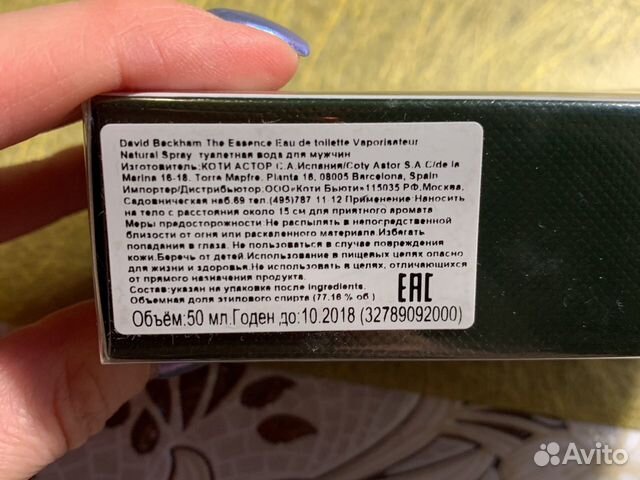 David Beckham The Essence Eau de toilette Vaporisateur
Natural Spray туалетная вода для мужчин
Изготовитель:КОТИ АСТОР С.А.Испания/Coty Astor S.A.C/de la
Marina 16-18. Torre Mapfre. Planta 16, 08005 Barcelona, Spain
Импортер/Дистрибьютор:ООО«Коти Бьюти»115035 РФ.Москва.
Садовническая наб.69 тел.(495)787 11 12 Применение:Наносить
на тело с расстояния около 15 см для приятного аромата
Меры предосторожности:Не распылять в непосредственной
близости от огня или раскаленного материала.Избегать
попадания в глаза. Не пользоваться в случае повреждения
кожи.Беречь от детей.Использование в пищевых целях опасно
для жизни и здоровья.Не использовать в целях, отличающихся
от прямого назначения продукта.
Состав:указан на упаковке после ingredients.
Объемная доля этилового спирта (77.16 % об )
EAC
Объём:50 мл.Годен до:10.2018 (32789092000)
Avito